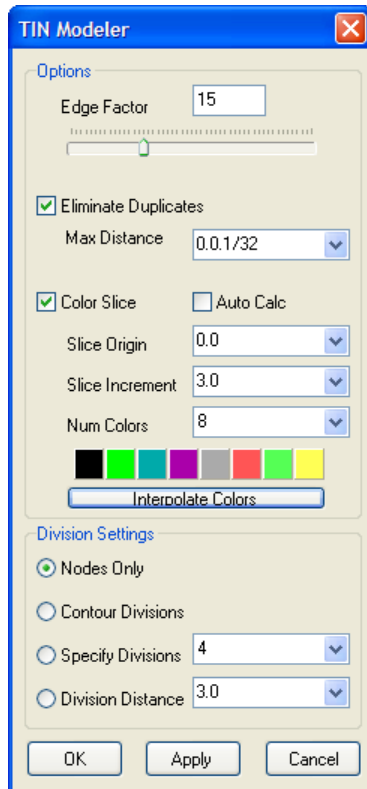 TIN Modeler
Options
Edge Factor 15
Eliminate Duplicates
Max Distance 0.0.1/32
Color Slice Auto Calc
Slice Origin 0.0
Slice Increment 3.0
Num Colors 8
Interpolate Colors
Division Settings
Nodes Only
Contour Divisions
Specify Divisions 4
Division Distance 3.0
OK Apply Cancel